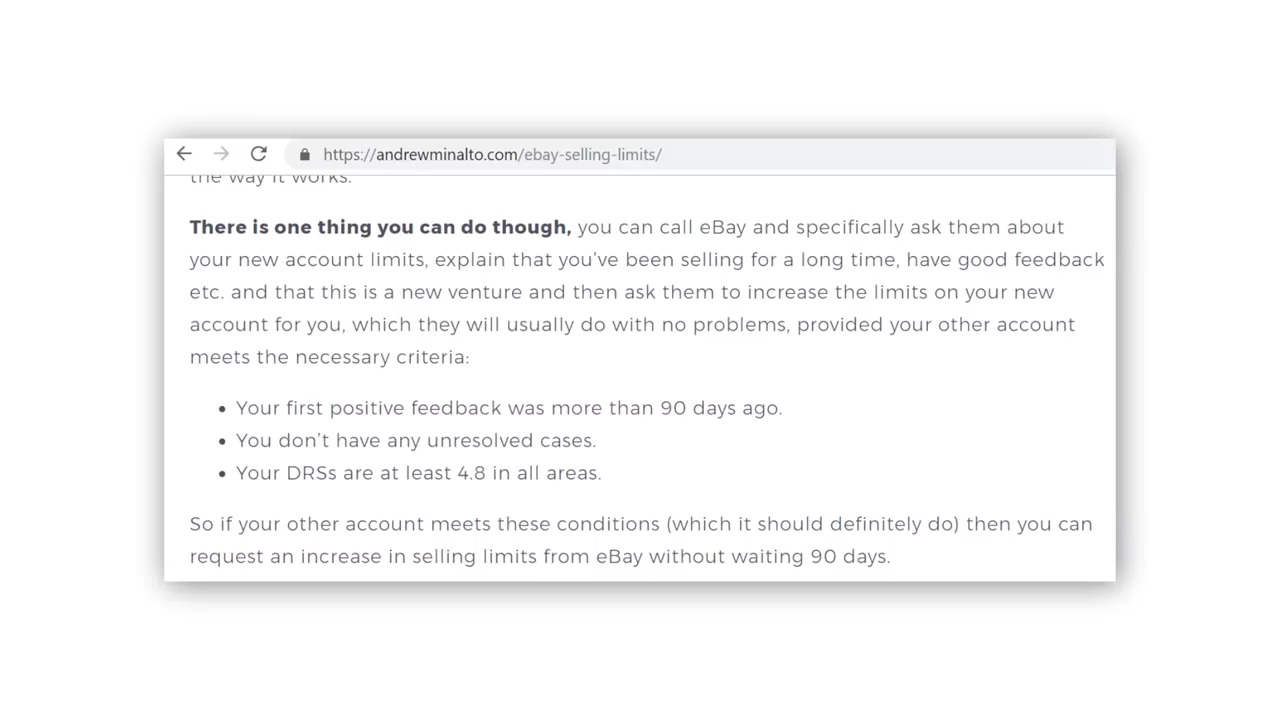 https://andrewminalto.com/ebay-selling-limits/
the way it works.
There is one thing you can do though, you can call eBay and specifically ask them about
your new account limits, explain that you’ve been selling for a long time, have good feedback
etc. and that this is a new venture and then ask them to increase the limits on your new
account for you, which they will usually do with no problems, provided your other account
meets the necessary criteria:
• Your first positive feedback was more than 90 days ago.
• You don’t have any unresolved cases.
• Your DRSs are at least 4.8 in all areas.
So if your other account meets these conditions (which it should definitely do) then you can
request an increase in selling limits from eBay without waiting 90 days.